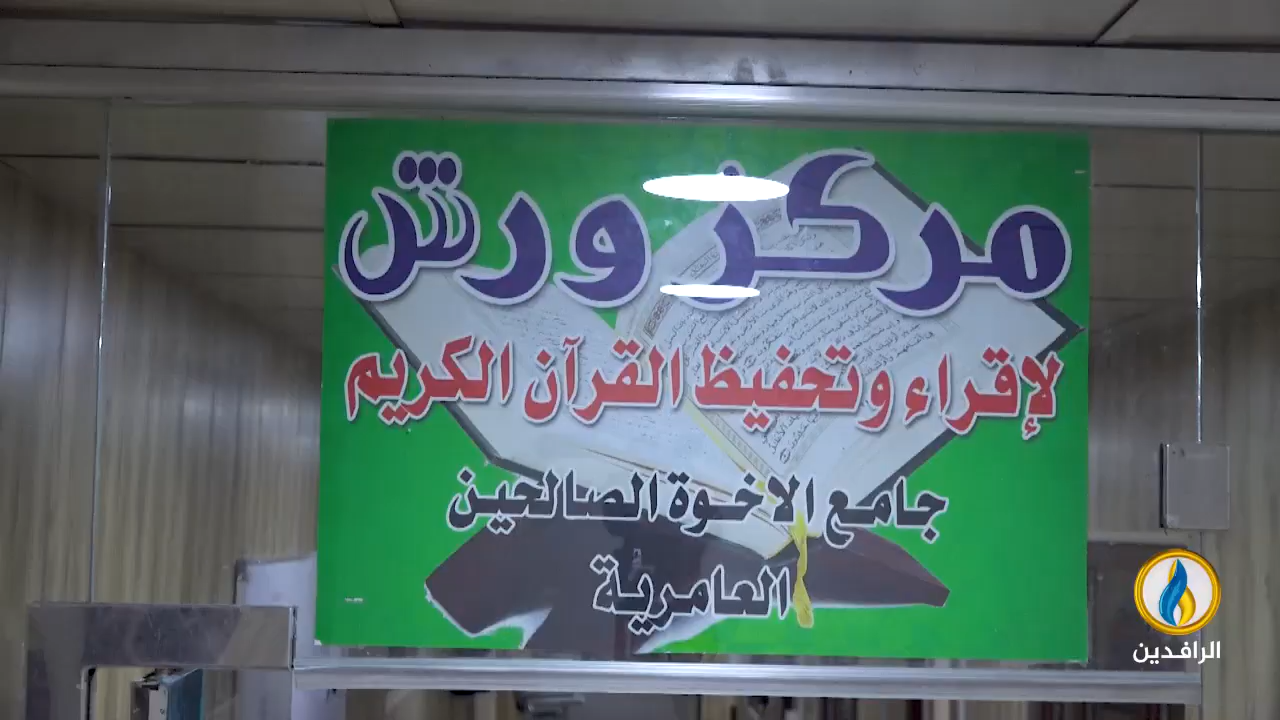 مركز ورش
لإقراء وتحفيظ القرآن الكريم
جامع الاخوة الصالحين
العامرية
الرافدين